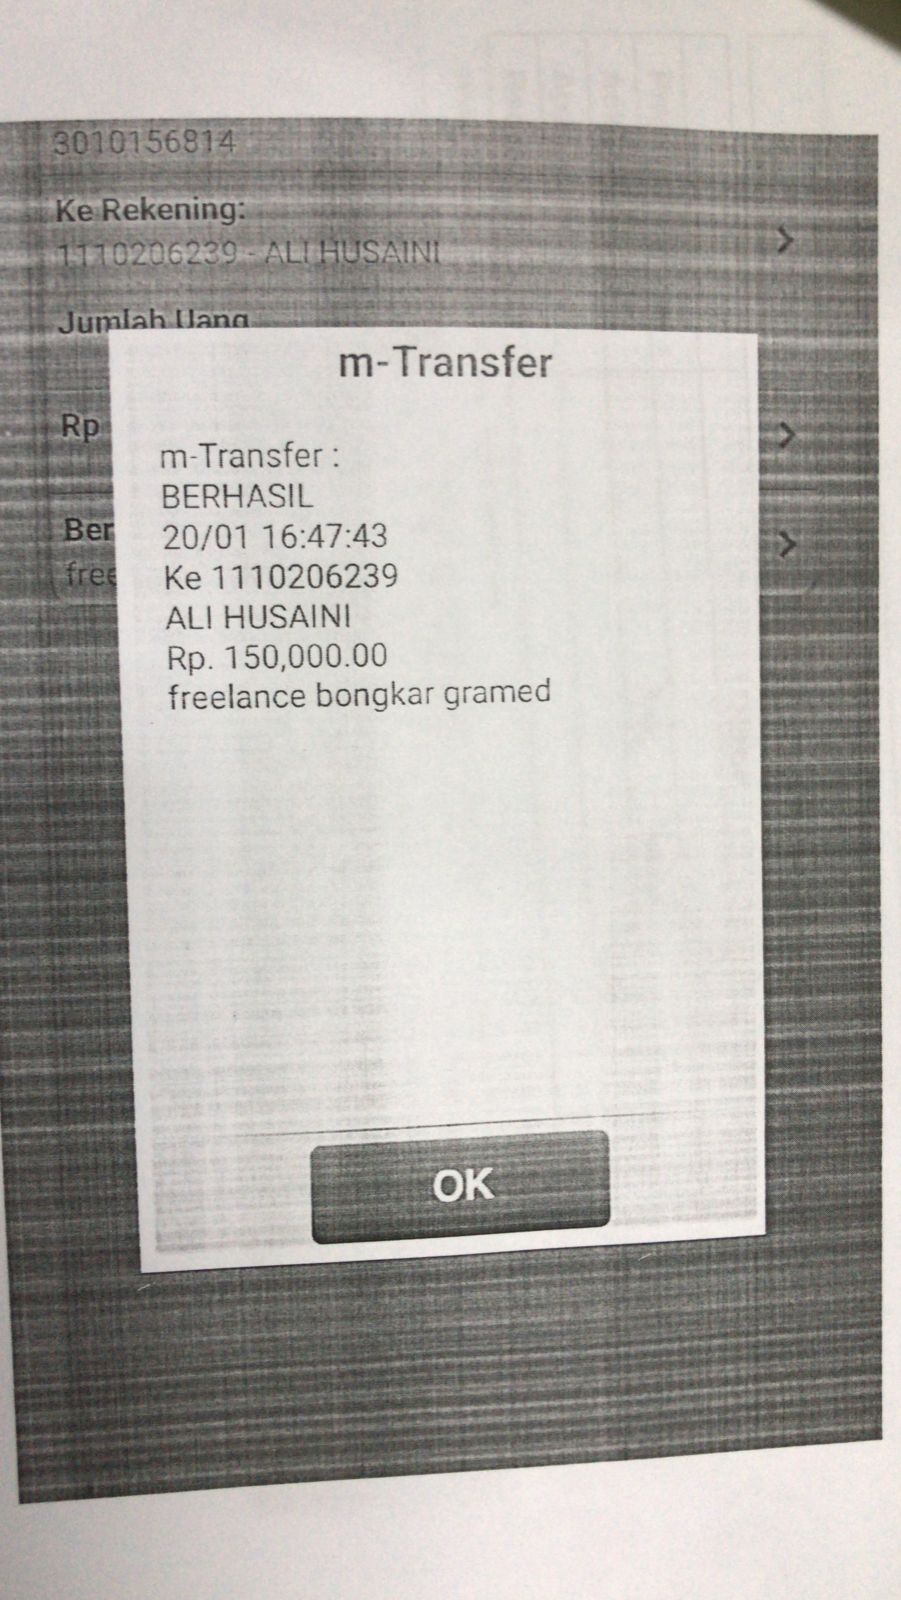 3010156814
Ke Rekening:
1110206239 - ALI HUSAINI
Jumlah Uang
m-Transfer
Rp
m-Transfer :
BERHASIL
Ber
20/01 16:47:43
free
Ke 1110206239
ALI HUSAINI
Rp. 150,000.00
freelance bongkar gramed
OK